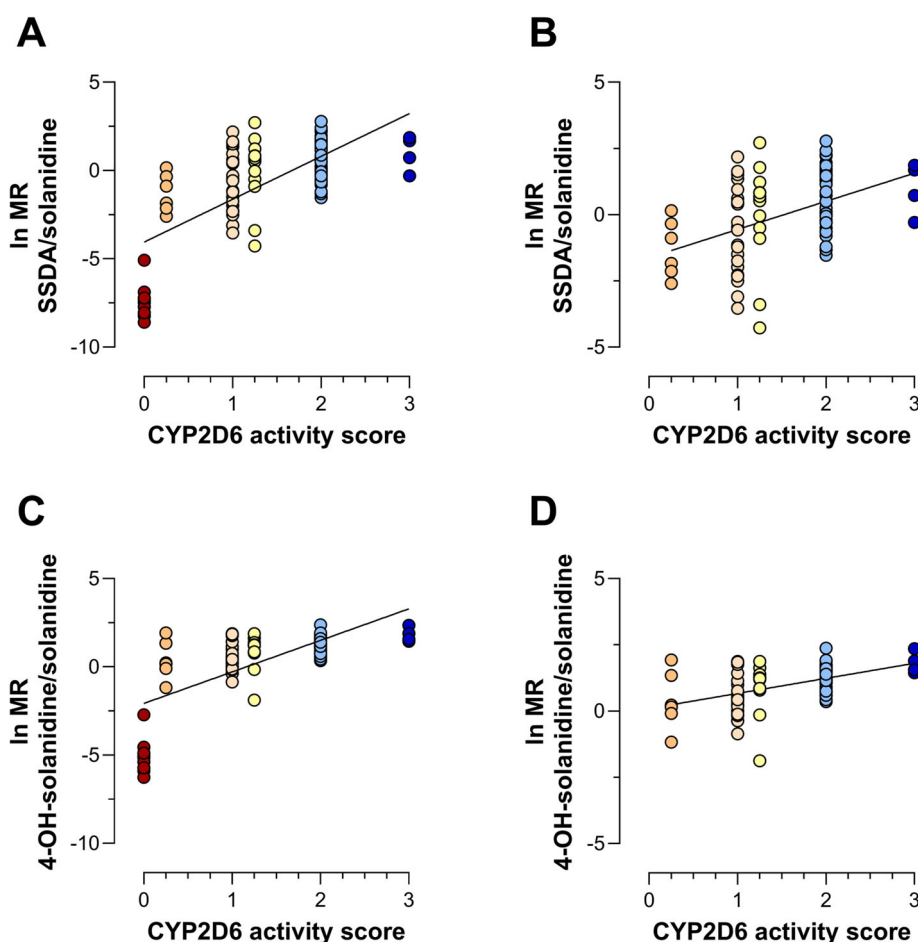 A
ln MR
SSDA/solanidine
5
0
-5
-10
0 1 2 3
CYP2D6 activity score
B
ln MR
SSDA/solanidine
5
0
-5
0 1 2 3
CYP2D6 activity score
C
ln MR
4-OH-solanidine/solanidine
5
0
-5
-10
0 1 2 3
CYP2D6 activity score
D
ln MR
4-OH-solanidine/solanidine
5
0
-5
0 1 2 3
CYP2D6 activity score